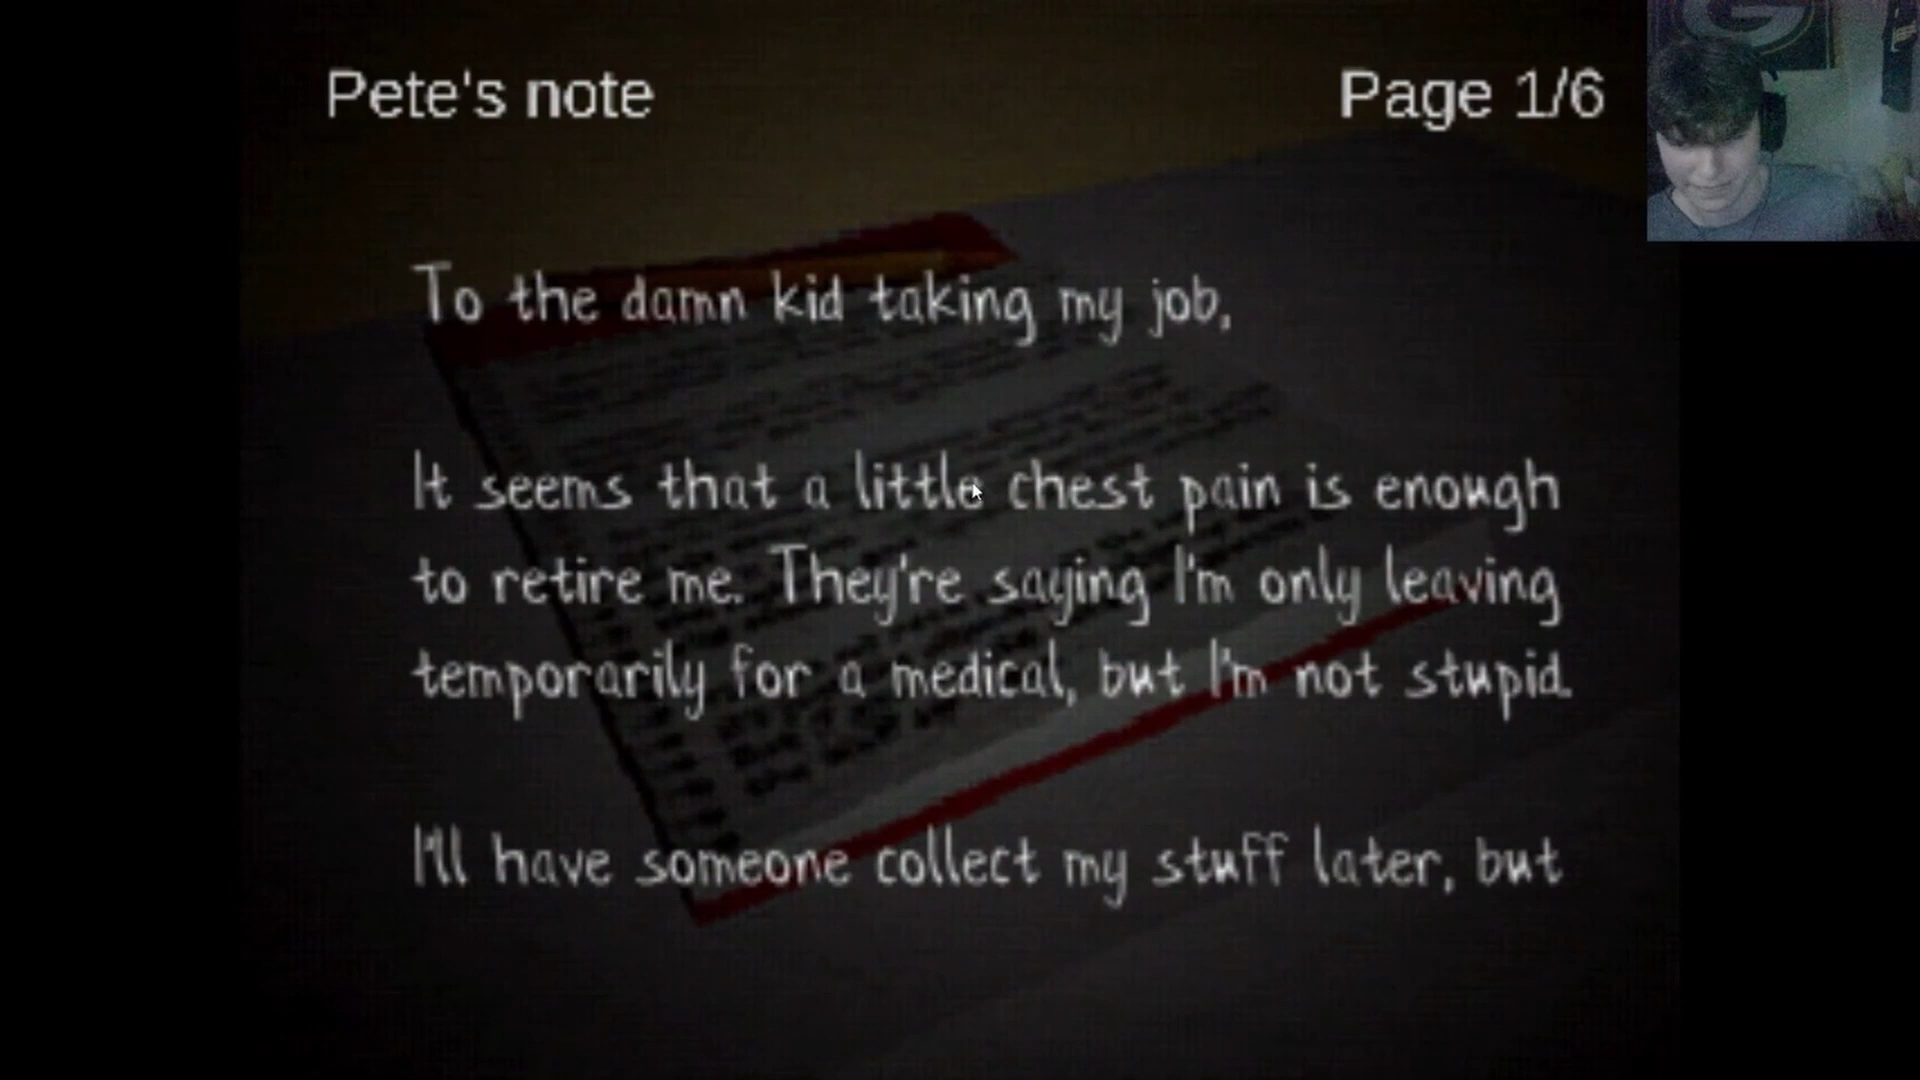 Pete's note
Page 1/6
To the damn kid taking my job,
It seems that a little chest pain is enough
to retire me. They're saying I'm only leaving
temporarily for a medical, but I'm not stupid.
I'll have someone collect my stuff later, but
G